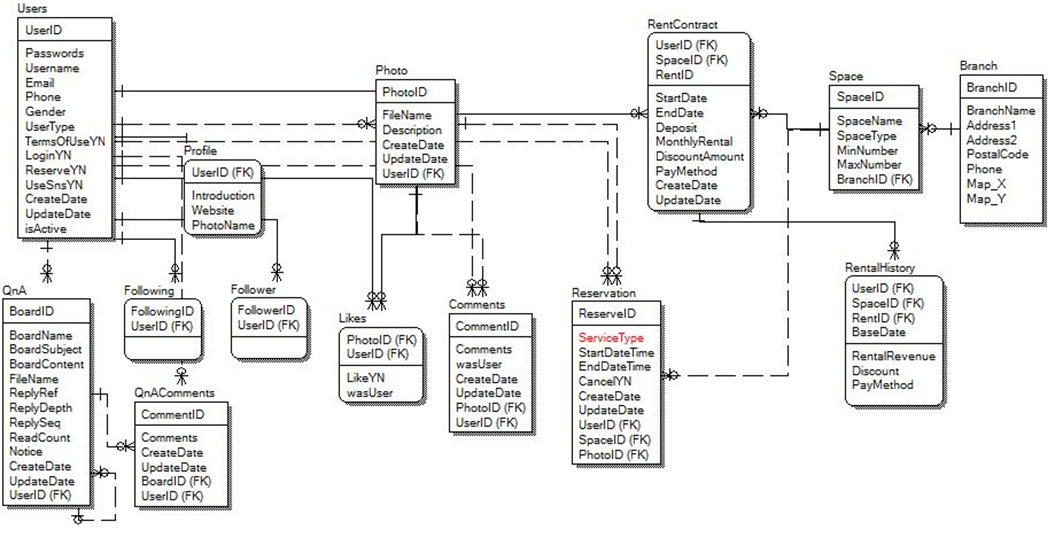 Users
UserID
Passwords
Username
Email
Phone
Gender
UserType
TermsOfUseYN
LoginYN
ReserveYN
UseSnsYN
CreateDate
UpdateDate
isActive
Profile
UserID (FK)
Introduction
Website
PhotoName
Photo
PhotoID
FileName
Description
CreateDate
UpdateDate
UserID (FK)
RentContract
UserID (FK)
SpaceID (FK)
RentID
StartDate
EndDate
Deposit
MonthlyRental
DiscountAmount
PayMethod
CreateDate
UpdateDate
Space
SpaceID
SpaceName
SpaceType
MinNumber
MaxNumber
BranchID (FK)
Branch
BranchID
BranchName
Address1
Address2
PostalCode
Phone
Map_X
Map_Y
QnA
BoardID
BoardName
BoardSubject
BoardContent
FileName
ReplyRef
ReplyDepth
ReplySeq
ReadCount
Notice
CreateDate
UpdateDate
UserID (FK)
Following
FollowingID
UserID (FK)
Follower
FollowerID
UserID (FK)
QnAComments
CommentID
Comments
CreateDate
UpdateDate
BoardID (FK)
UserID (FK)
Likes
PhotoID (FK)
UserID (FK)
LikeYN
wasUser
Comments
CommentID
Comments
wasUser
CreateDate
UpdateDate
PhotoID (FK)
UserID (FK)
Reservation
ReserveID
ServiceType
StartDateTime
EndDateTime
CancelYN
CreateDate
UpdateDate
UserID (FK)
SpaceID (FK)
PhotoID (FK)
RentalHistory
UserID (FK)
SpaceID (FK)
RentID (FK)
BaseDate
RentalRevenue
Discount
PayMethod